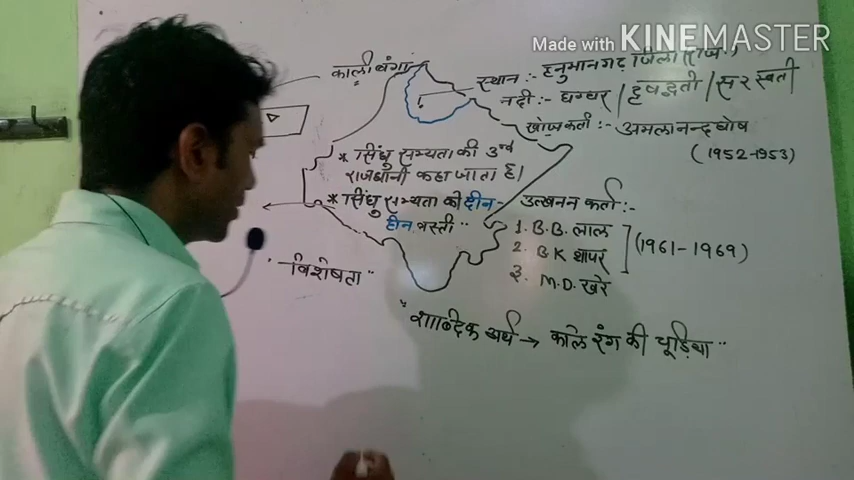 Made with KINEMASTER
कालीबंगा
स्थान :- हनुमानगढ़ जिला (राज.)
नदी :- घग्घर / दृषद्वती / सरस्वती
खोजकर्ता :- अमलानन्द घोष
(1952-1953)
* सिंधु सभ्यता की 3rd
राजधानी कहा जाता है।
* सिंधु सभ्यता को दीन-
हीन बस्ती"
उत्खनन कर्ता :-
1. B.B. लाल
2. B K थापर
3. M.D. खरे
(1961-1969)
"विशेषता"
"शाब्दिक अर्थ → काले रंग की चूड़िया"